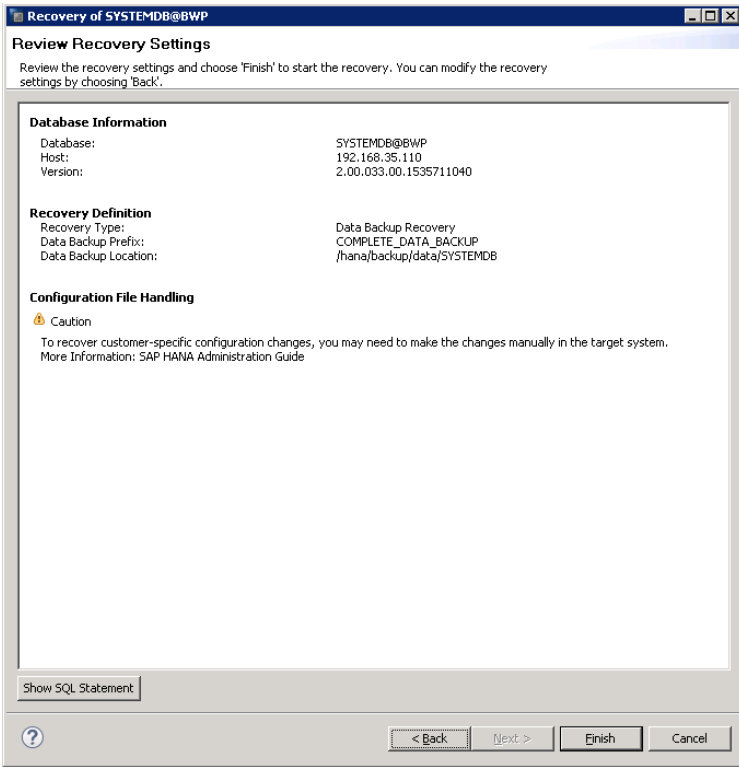 Recovery of SYSTEMDB@BWP
Review Recovery Settings
Review the recovery settings and choose 'Finish' to start the recovery. You can modify the recovery
settings by choosing 'Back'.
Database Information
Database: SYSTEMDB@BWP
Host: 192.168.35.110
Version: 2.00.033.00.1535711040
Recovery Definition
Recovery Type: Data Backup Recovery
Data Backup Prefix: COMPLETE_DATA_BACKUP
Data Backup Location: /hana/backup/data/SYSTEMDB
Configuration File Handling
Caution
To recover customer-specific configuration changes, you may need to make the changes manually in the target system.
More Information: SAP HANA Administration Guide
Show SQL Statement
? < Back Next > Finish Cancel